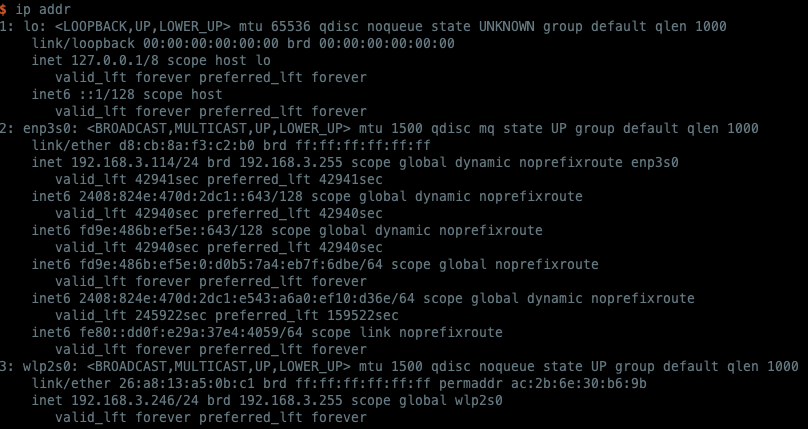 $ ip addr
1: lo: <LOOPBACK,UP,LOWER_UP> mtu 65536 qdisc noqueue state UNKNOWN group default qlen 1000
    link/loopback 00:00:00:00:00:00 brd 00:00:00:00:00:00
    inet 127.0.0.1/8 scope host lo
       valid_lft forever preferred_lft forever
    inet6 ::1/128 scope host
       valid_lft forever preferred_lft forever
2: enp3s0: <BROADCAST,MULTICAST,UP,LOWER_UP> mtu 1500 qdisc mq state UP group default qlen 1000
    link/ether d8:cb:8a:f3:c2:b0 brd ff:ff:ff:ff:ff:ff
    inet 192.168.3.114/24 brd 192.168.3.255 scope global dynamic noprefixroute enp3s0
       valid_lft 42941sec preferred_lft 42941sec
    inet6 2408:824e:470d:2dc1::643/128 scope global dynamic noprefixroute
       valid_lft 42940sec preferred_lft 42940sec
    inet6 fd9e:486b:ef5e::643/128 scope global dynamic noprefixroute
       valid_lft 42940sec preferred_lft 42940sec
    inet6 fd9e:486b:ef5e:0:d0b5:7a4:eb7f:6dbe/64 scope global noprefixroute
       valid_lft forever preferred_lft forever
    inet6 2408:824e:470d:2dc1:e543:a6a0:ef10:d36e/64 scope global dynamic noprefixroute
       valid_lft 245922sec preferred_lft 159522sec
    inet6 fe80::dd0f:e29a:37e4:4059/64 scope link noprefixroute
       valid_lft forever preferred_lft forever
3: wlp2s0: <BROADCAST,MULTICAST,UP,LOWER_UP> mtu 1500 qdisc noqueue state UP group default qlen 1000
    link/ether 26:a8:13:a5:0b:c1 brd ff:ff:ff:ff:ff:ff permaddr ac:2b:6e:30:b6:9b
    inet 192.168.3.246/24 brd 192.168.3.255 scope global wlp2s0
       valid_lft forever preferred_lft forever